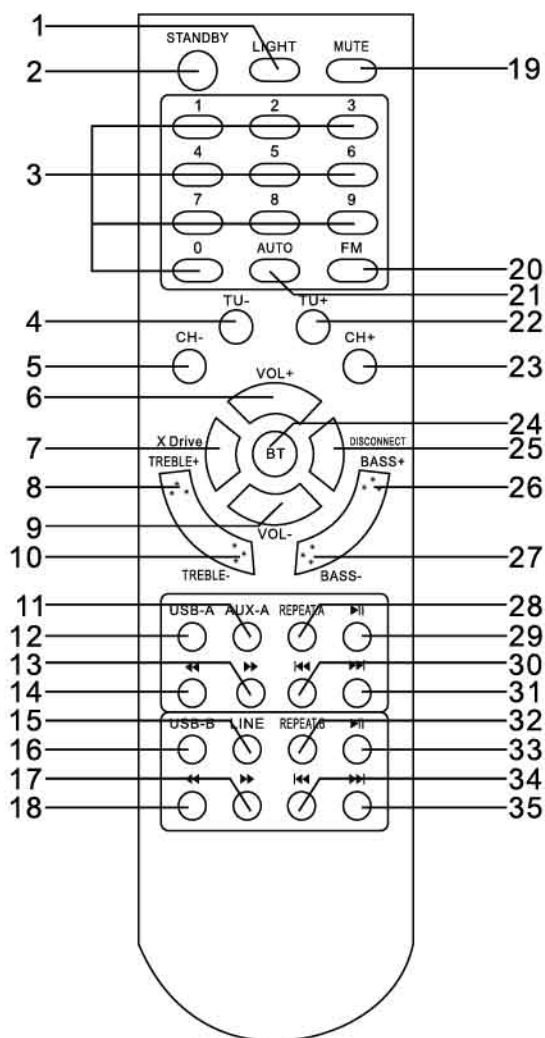 1 STANDBY LIGHT MUTE
2 19
1 2 3
3 4 5 6
7 8 9
0 AUTO FM 20
21
4 TU- TU+ 22
5 CH- CH+ 23
6 VOL+
24
7 X Drive BT DISCONNECT 25
TREBLE+ BASS+
8 26
9 VOL-
10 TREBLE- BASS- 27
11 28
12 USB-A AUX-A REPEAT.A ▶II 29
13 ◀◀ ▶▶ I◀◀ ▶▶I 30
14 31
15 32
16 USB-B LINE REPEAT.B ▶II 33
17 ◀◀ ▶▶ I◀◀ ▶▶I 34
18 35